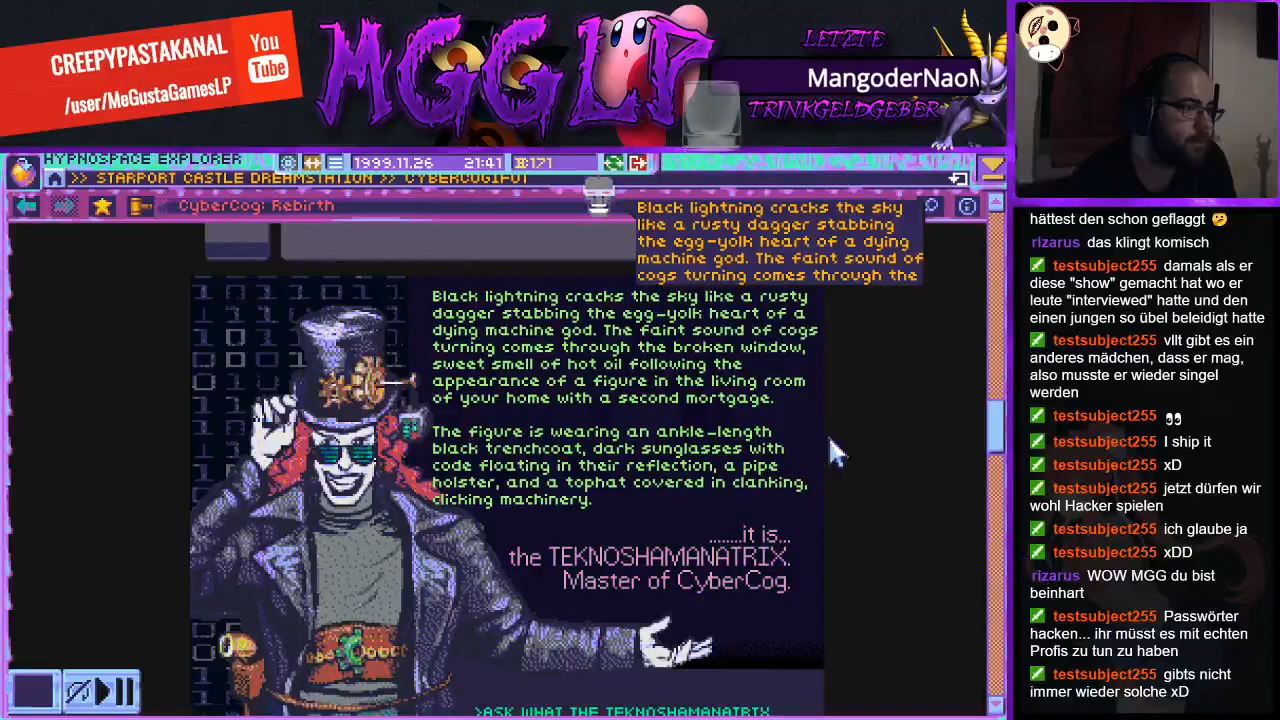 CREEPYPASTAKANAL
/user/MeGustaGamesLP
You
Tube
MGGLP
LETZTE
MangoderNaoM
TRINKGELDGEBER
HYPNOSPACE EXPLORER
1999.11.26 21:41
:171
>> STARPORT CASTLE DREAMSTATION >> CYBERCOGIFOT
CyberCog: Rebirth
Black lightning cracks the sky
like a rusty dagger stabbing
the egg-yolk heart of a dying
machine god. The faint sound of
cogs turning comes through the
Black lightning cracks the sky like a rusty
dagger stabbing the egg-yolk heart of a
dying machine god. The faint sound of cogs
turning comes through the broken window,
sweet smell of hot oil following the
appearance of a figure in the living room
of your home with a second mortgage.
The figure is wearing an ankle-length
black trenchcoat, dark sunglasses with
code floating in their reflection, a pipe
holster, and a tophat covered in clanking,
clicking machinery.
........it is...
the TEKNOSHAMANATRIX.
Master of CyberCog.
>ASK WHAT THE TEKNOSHAMANATRIX
hättest den schon geflaggt 🤔
rizarus das klingt komisch
testsubject255 damals als er
diese "show" gemacht hat wo er
leute "interviewed" hatte und den
einen jungen so übel beleidigt hatte
testsubject255 vllt gibt es ein
anderes mädchen, dass er mag,
also musste er wieder singel
werden
testsubject255 👀
testsubject255 I ship it
testsubject255 xD
testsubject255 jetzt dürfen wir
wohl Hacker spielen
testsubject255 ich glaube ja
testsubject255 xDD
rizarus WOW MGG du bist
beinhart
testsubject255 Passwörter
hacken... ihr müsst es mit echten
Profis zu tun zu haben
testsubject255 gibts nicht
immer wieder solche xD